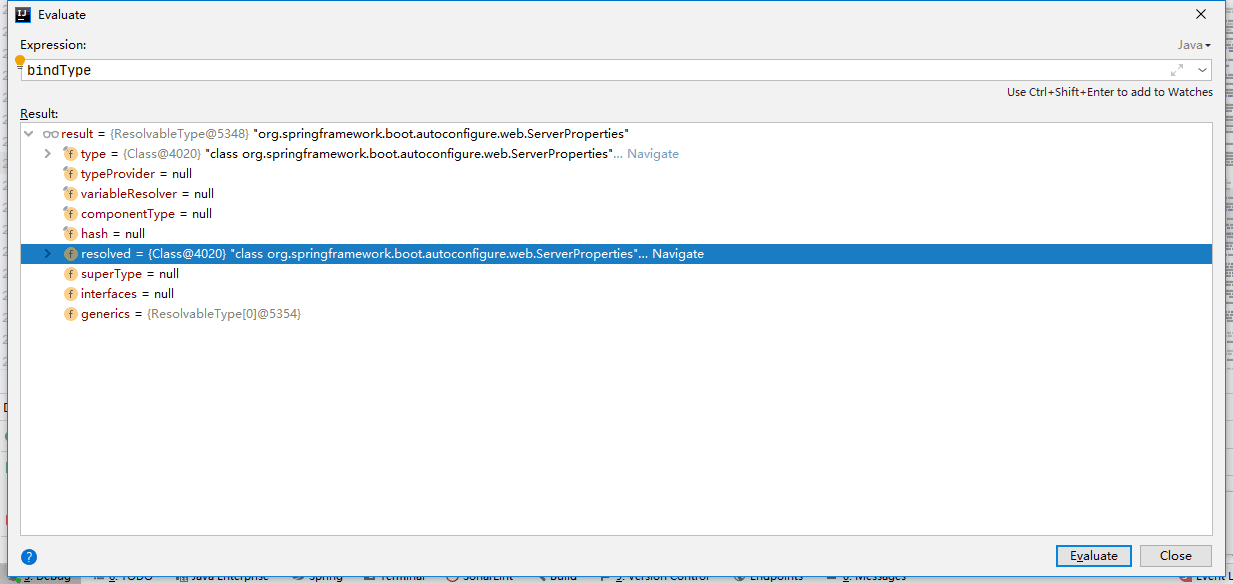 Evaluate
Expression:
Java
bindType
Use Ctrl+Shift+Enter to add to Watches
Result:
result = {ResolvableType@5348} "org.springframework.boot.autoconfigure.web.ServerProperties"
type = {Class@4020} "class org.springframework.boot.autoconfigure.web.ServerProperties"... Navigate
typeProvider = null
variableResolver = null
componentType = null
hash = null
resolved = {Class@4020} "class org.springframework.boot.autoconfigure.web.ServerProperties"... Navigate
superType = null
interfaces = null
generics = {ResolvableType[0]@5354}
Evaluate Close
5: Debug 6: TODO Java Enterprise Spring Terminal SonarLint Build 9: Version Control Endpoints 0: Messages Event L